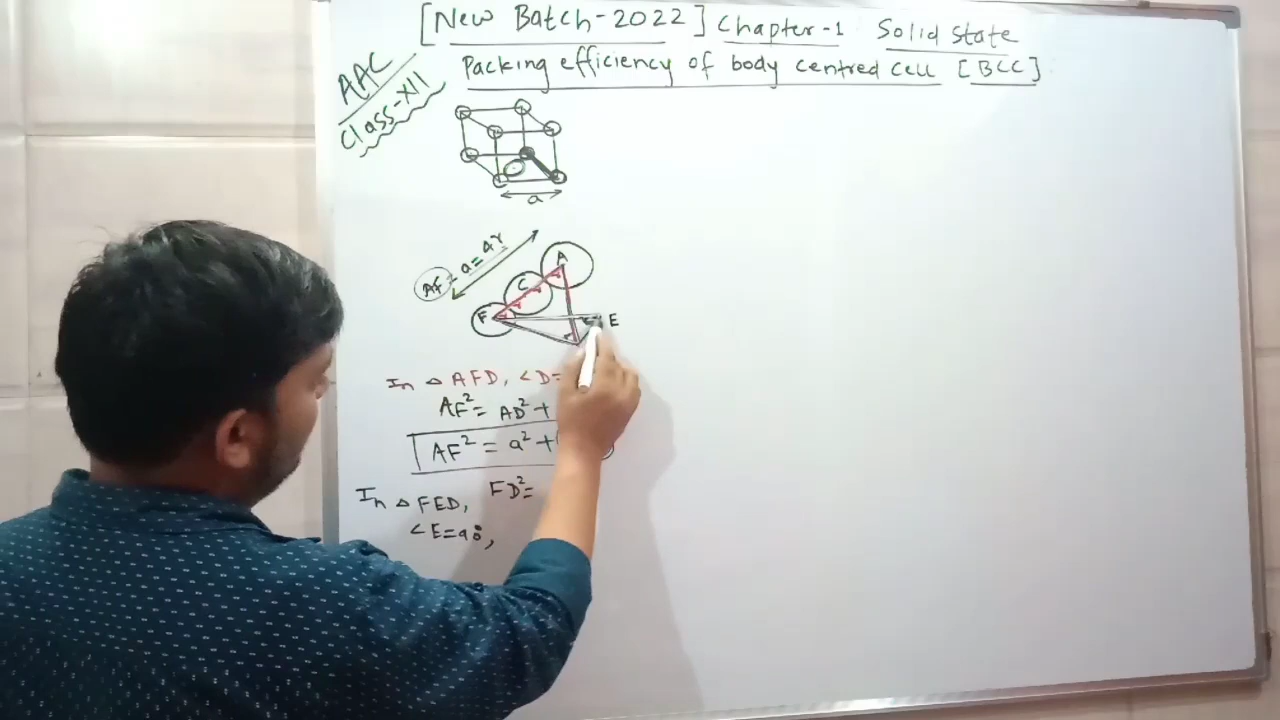 [New Batch-2022] Chapter-1 Solid State
Packing efficiency of body centred cell [BCC]
AAC
Class-XII
a
AF = a = 4r
A
C
F
E
In △ AFD, ∠D=
AF² = AD² +
AF² = a² +
In △ FED, FD² =
∠E=90,